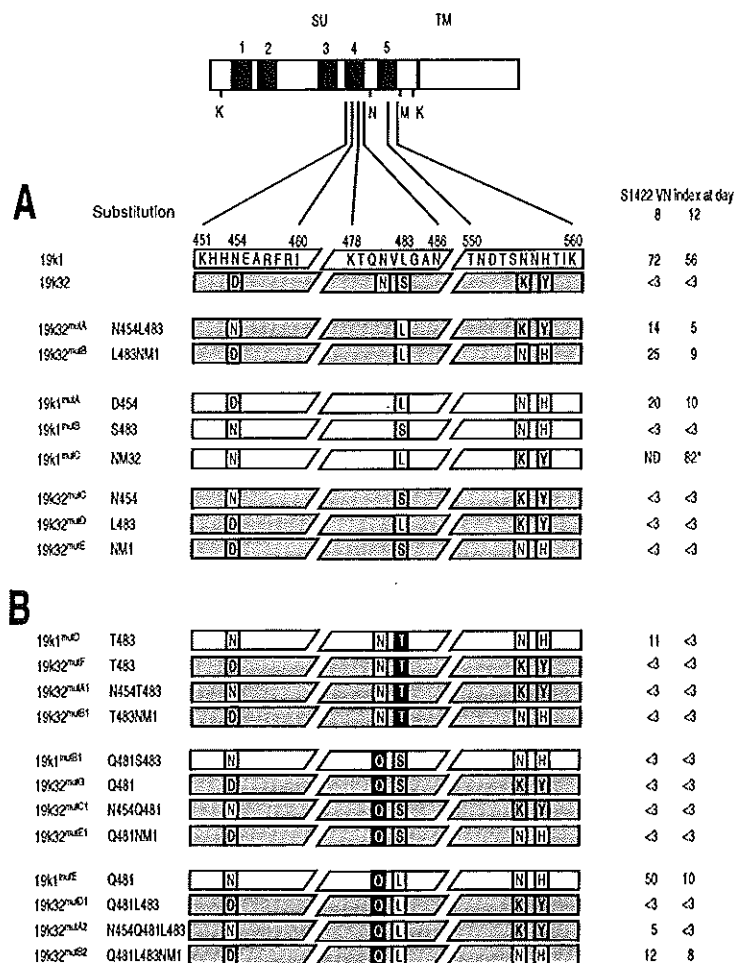 SU TM
1 2 3 4 5
K N M K
A
Substitution
S1422 VN index at day
8 12
451 454 460 478 483 486 550 560
19k1 KHHNEARFRI KTQNVLGAN TNDTSNNHTIK 72 56
19k32 D N S K Y <3 <3
19k32mutA N454L483 N L K Y 14 5
19k32mutB L483NM1 D L N H 25 9
19k1mutA D454 D L N H 20 10
19k1mutB S483 N S N H <3 <3
19k1mutC NM32 N L K Y ND 82*
19k32mutC N454 N S K Y <3 <3
19k32mutD L483 D L K Y <3 <3
19k32mutE NM1 D S N H <3 <3
B
19k1mutD T483 N N T N H 11 <3
19k32mutF T483 D N T K Y <3 <3
19k32mutA1 N454T483 N N T K Y <3 <3
19k32mutB1 T483NM1 D N T N H <3 <3
19k1mutB1 Q481S483 N Q S N H <3 <3
19k32mutG Q481 D Q S K Y <3 <3
19k32mutC1 N454Q481 N Q S K Y <3 <3
19k32mutE1 Q481NM1 D Q S N H <3 <3
19k1mutE Q481 N Q L N H 50 10
19k32mutD1 Q481L483 D Q L K Y <3 <3
19k32mutA2 N454Q481L483 N Q L K Y 5 <3
19k32mutB2 Q481L483NM1 D Q L N H 12 8